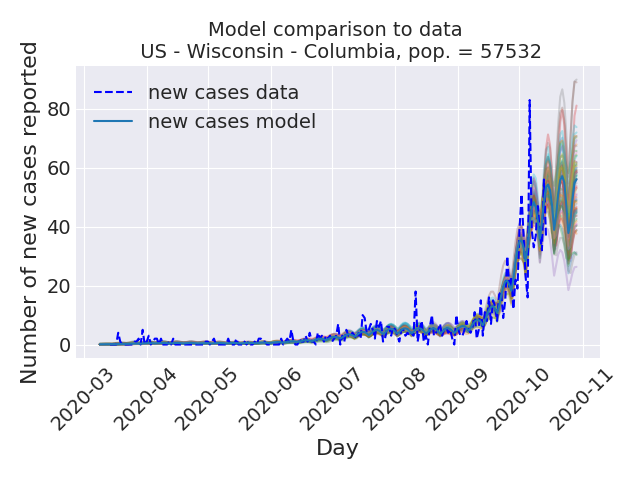 Model comparison to data
US - Wisconsin - Columbia, pop. = 57532
Number of new cases reported
80
60
40
20
0
new cases data
new cases model
2020-03
2020-04
2020-05
2020-06
2020-07
2020-08
2020-09
2020-10
2020-11
Day